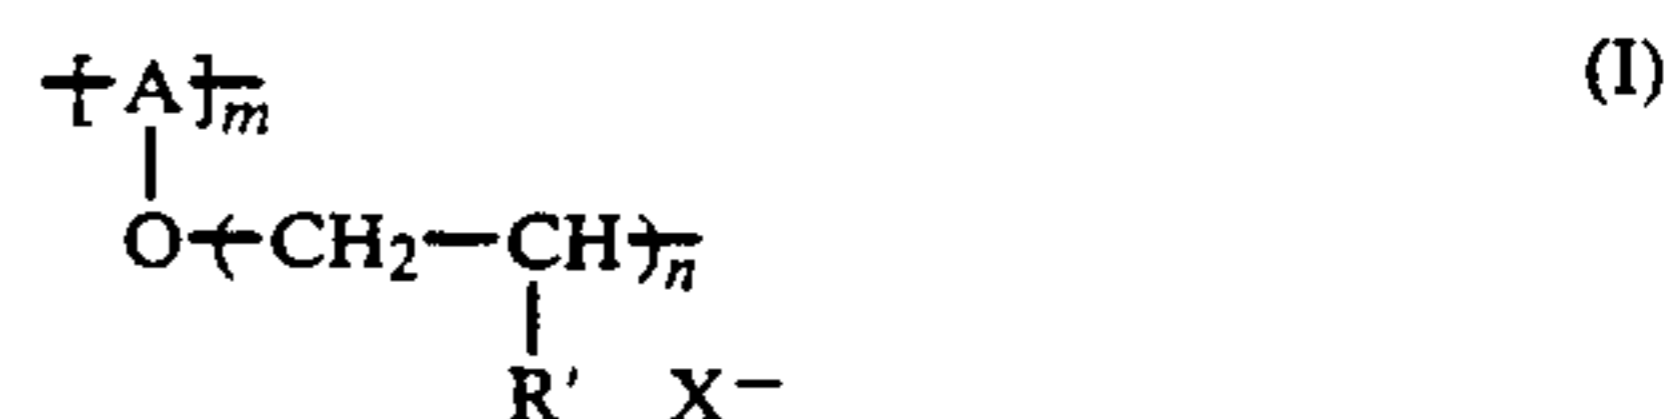 [A]m (I)
O(CH2—CH)n
R′ X−